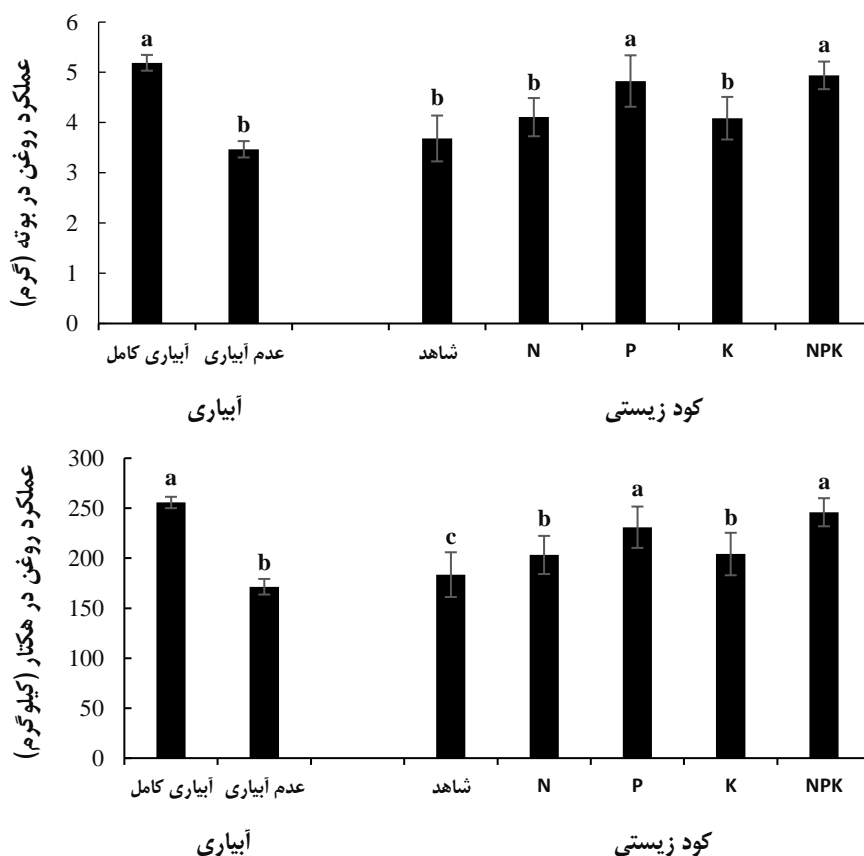 عملکرد روغن در بوته (گرم)
6
5
4
3
2
1
0
a
b
b
b
a
b
a
آبیاری کامل
عدم آبیاری
شاهد
N
P
K
NPK
آبیاری
کود زیستی
عملکرد روغن در هکتار (کیلوگرم)
300
250
200
150
100
50
0
a
b
c
b
a
b
a
آبیاری کامل
عدم آبیاری
شاهد
N
P
K
NPK
آبیاری
کود زیستی